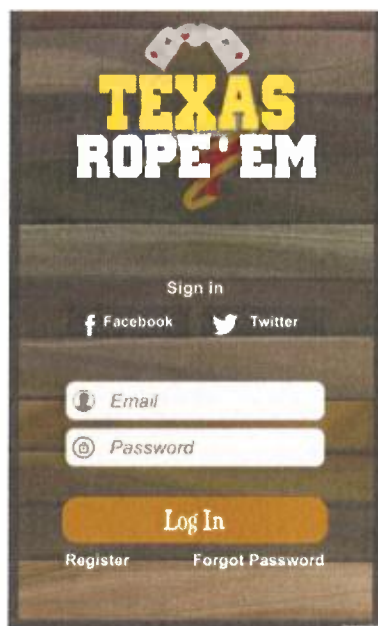 TEXAS
ROPE'EM
Sign in
Facebook Twitter
Email
Password
Log In
Register Forgot Password